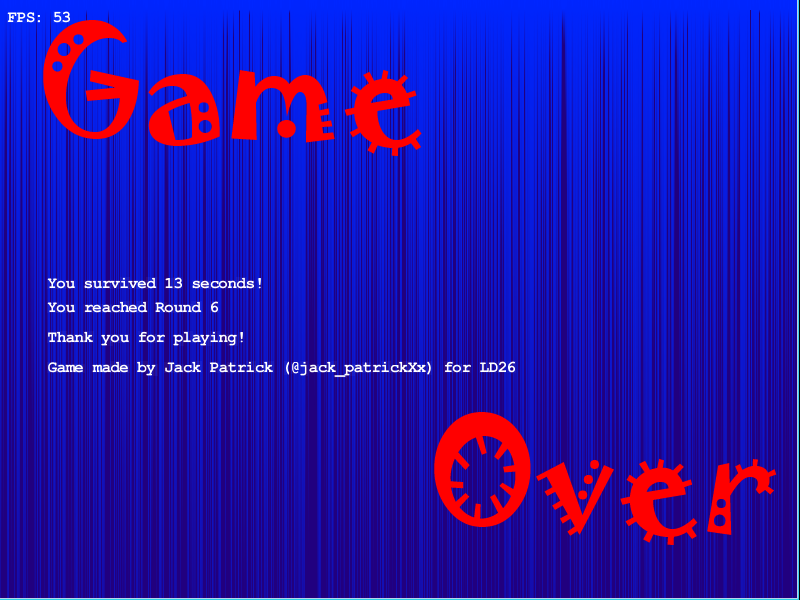 FPS: 53
Game
You survived 13 seconds!
You reached Round 6
Thank you for playing!
Game made by Jack Patrick (@jack_patrickXx) for LD26
Over